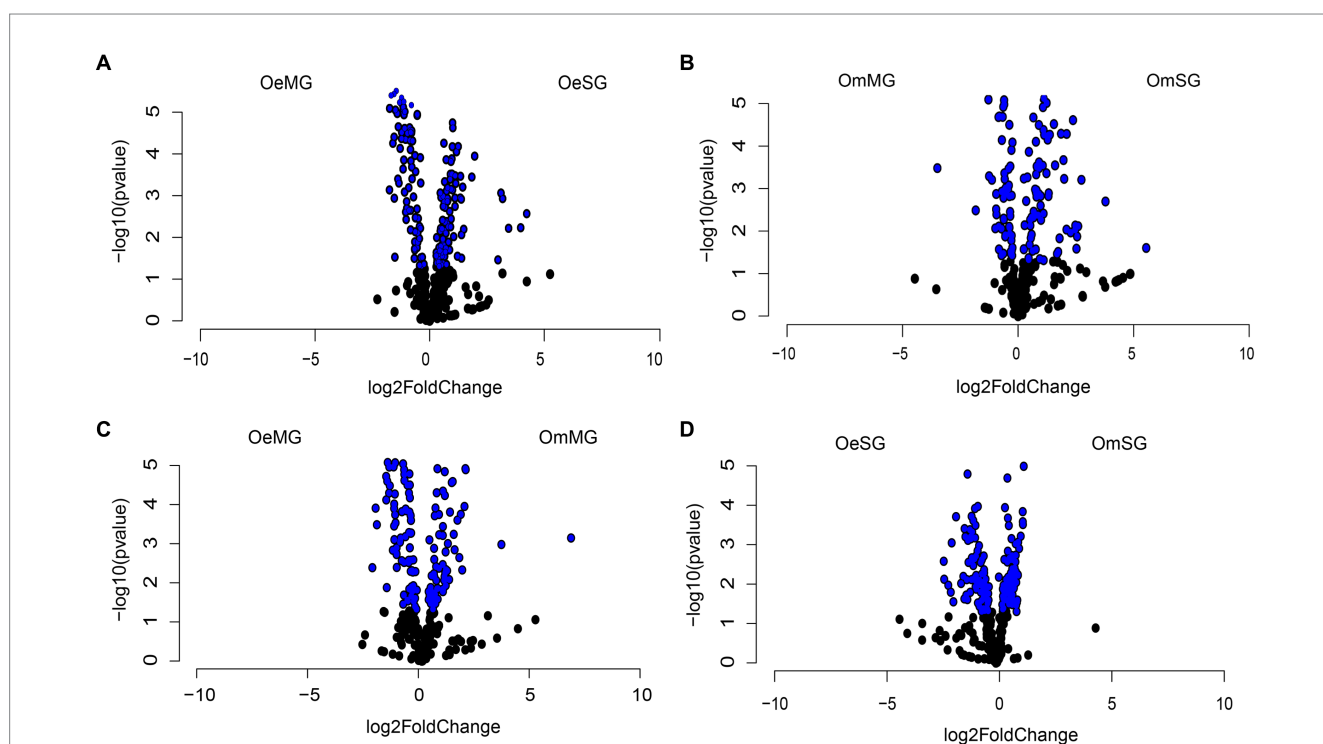 A
OeMG
OeSG
−log10(pvalue)
5
4
3
2
1
0
−10
−5
0
5
10
log2FoldChange
B
OmMG
OmSG
−log10(pvalue)
5
4
3
2
1
0
−10
−5
0
5
10
log2FoldChange
C
OeMG
OmMG
−log10(pvalue)
5
4
3
2
1
0
−10
−5
0
5
10
log2FoldChange
D
OeSG
OmSG
−log10(pvalue)
5
4
3
2
1
0
−10
−5
0
5
10
log2FoldChange